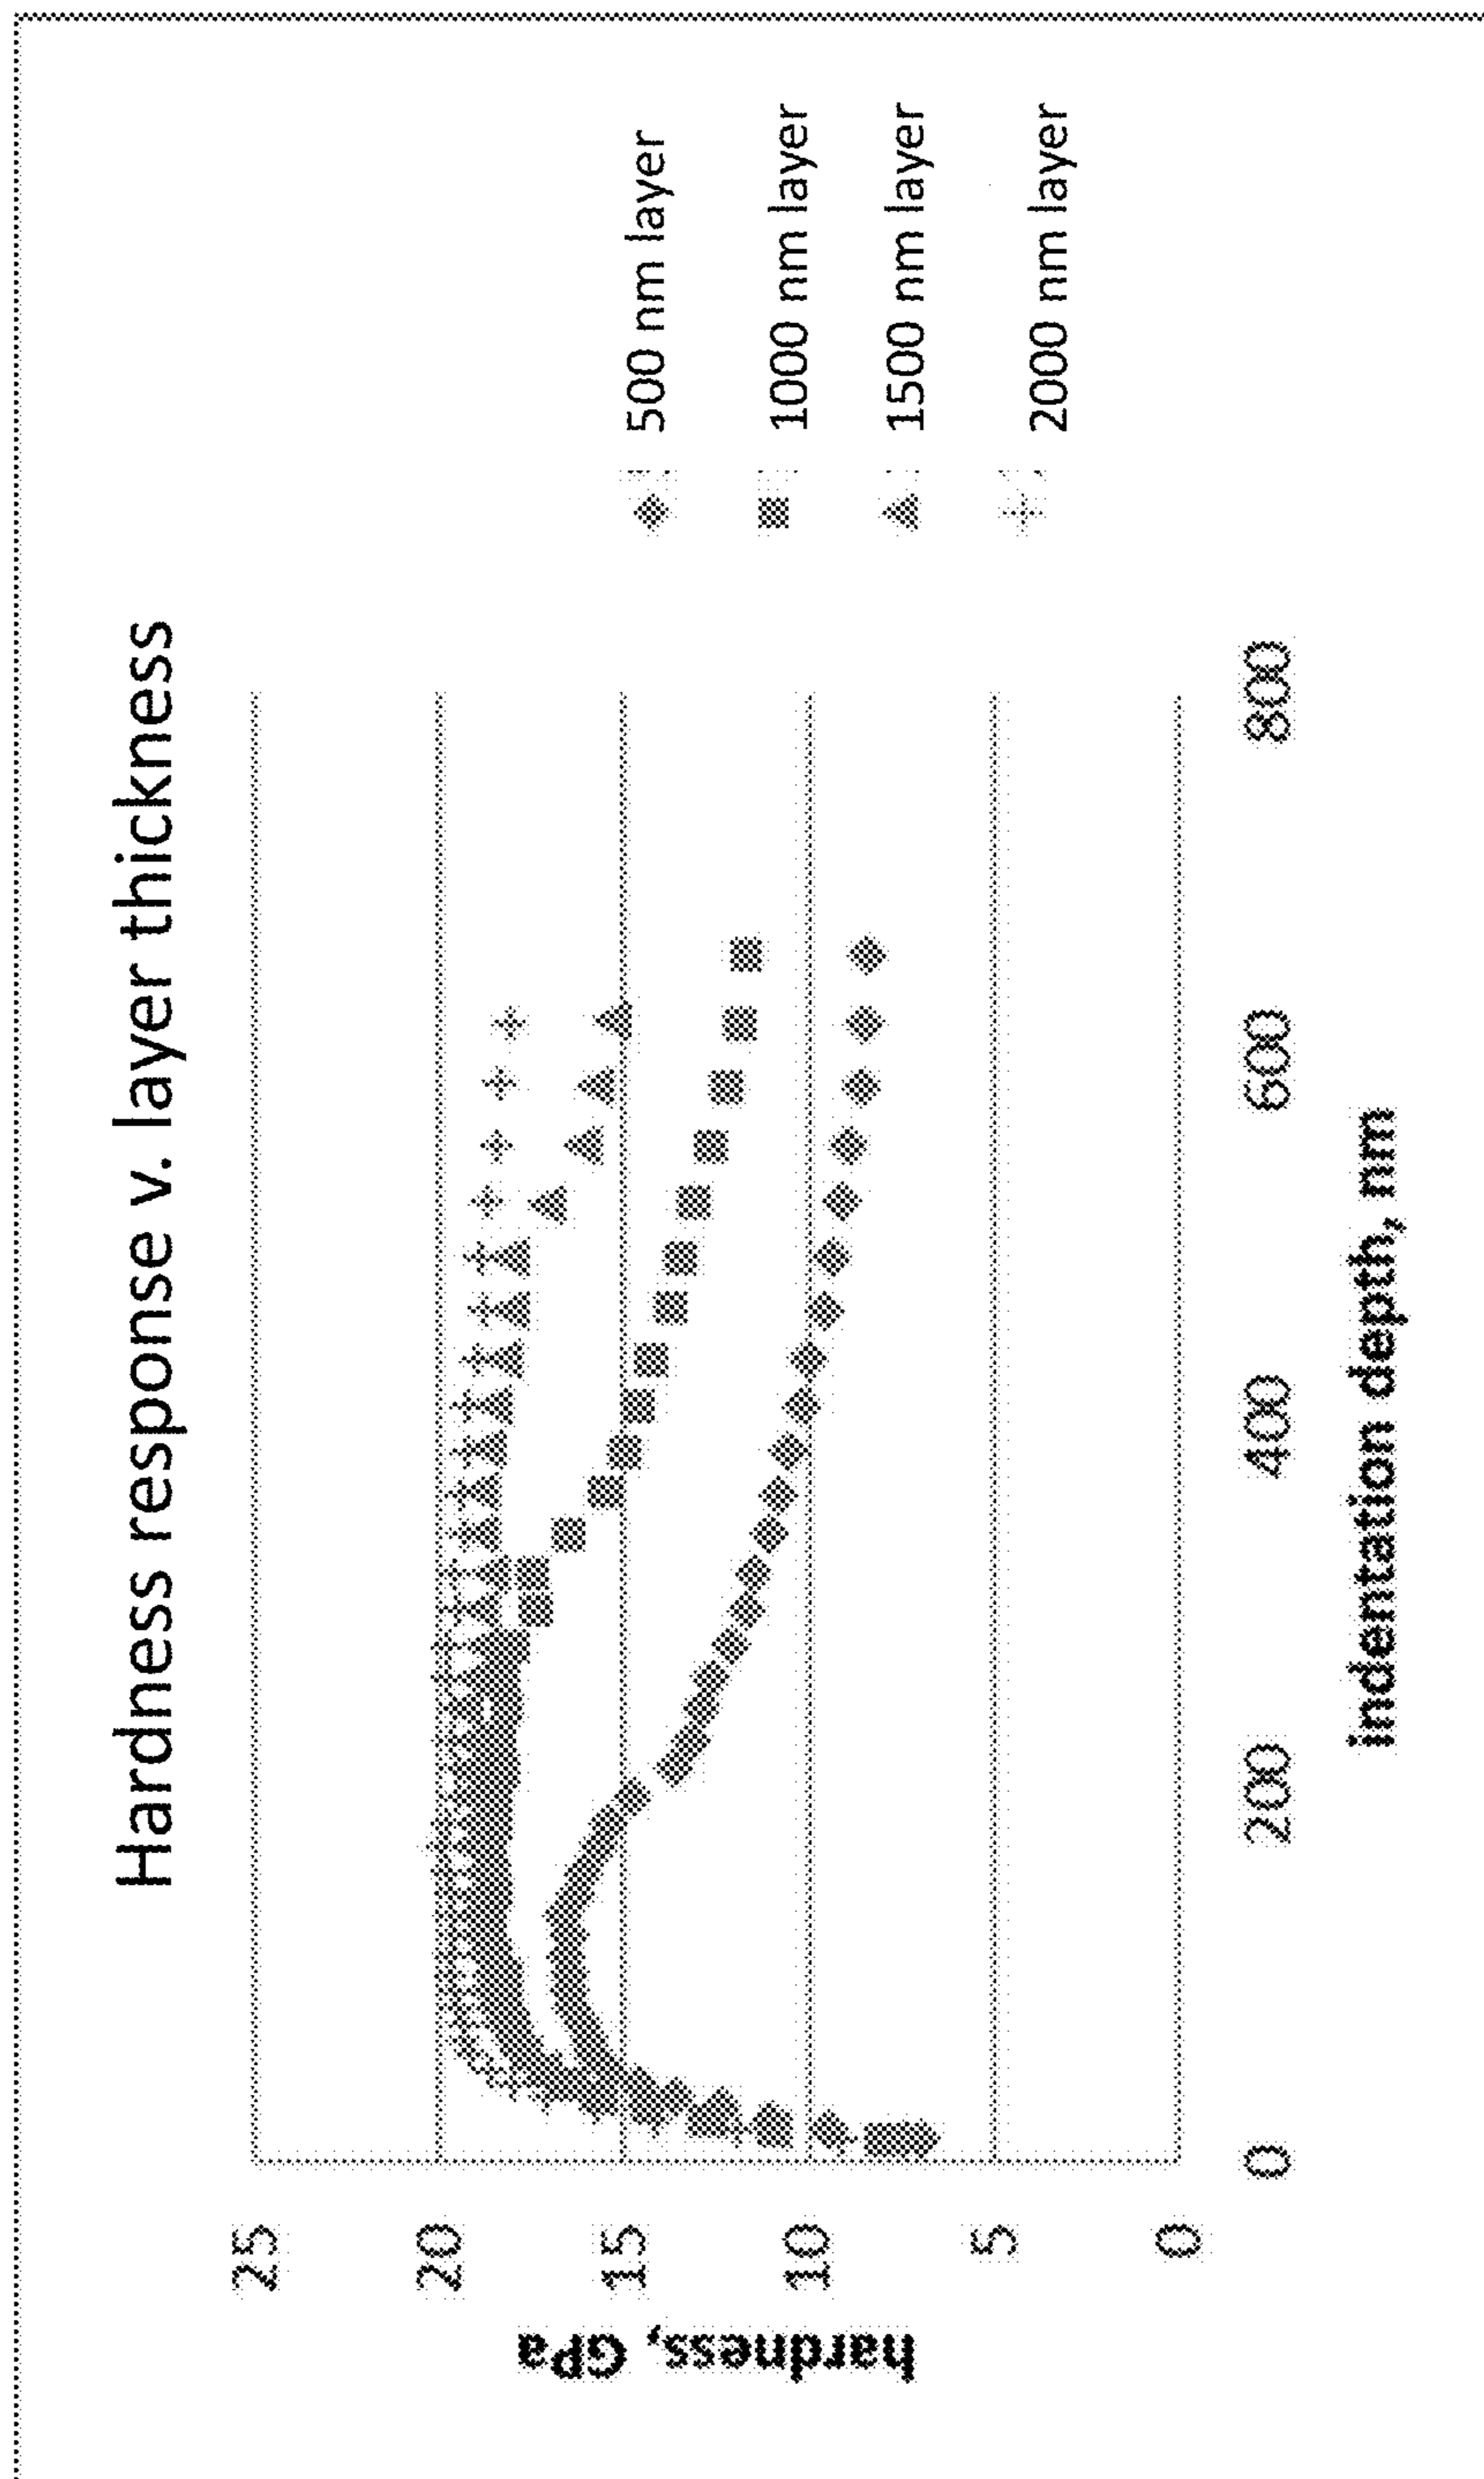 Hardness response v. layer thickness
hardness, GPa
25
20
15
10
5
0
0
200
400
600
800
indentation depth, nm
500 nm layer
1000 nm layer
1500 nm layer
2000 nm layer